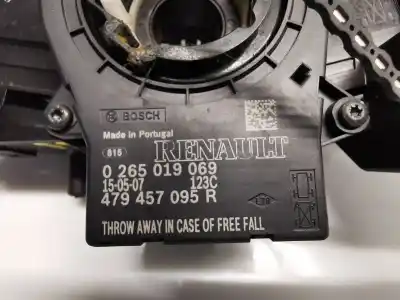 BOSCH
Made in Portugal
815 RENAULT
0 265 019 069
15-05-07 123C
479 457 095 R
THROW AWAY IN CASE OF FREE FALL